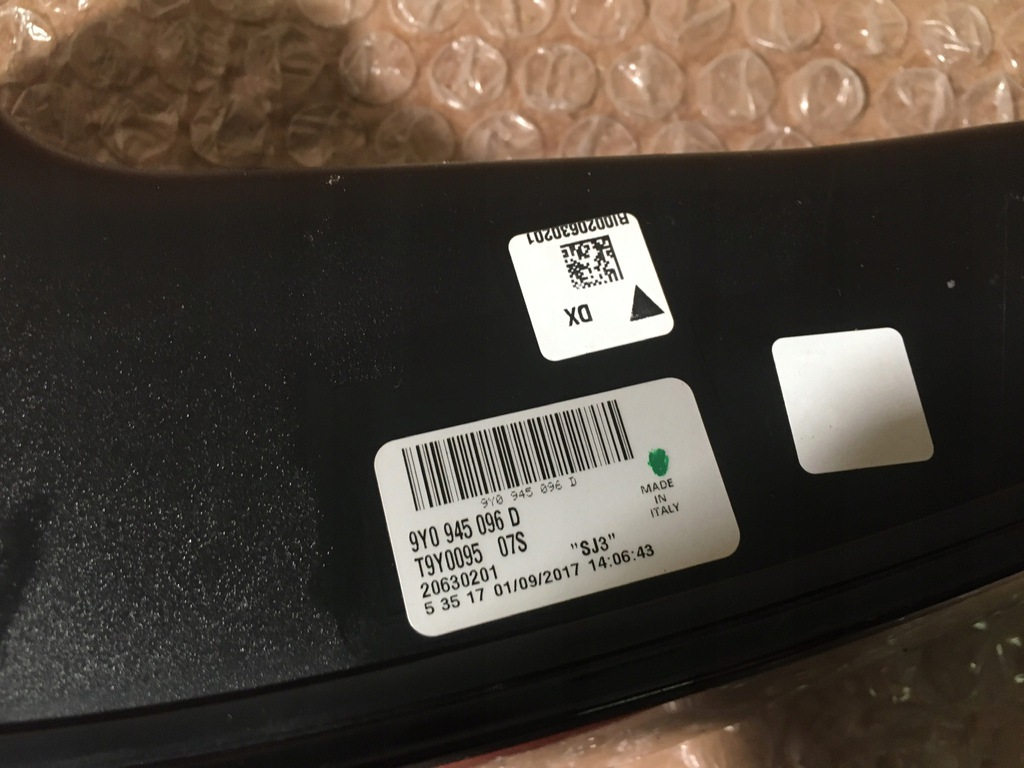 FI0020630201
DX
9Y0 945 096 D
9Y0 945 096 D
T9Y0095 07S "SJ3"
20630201
5 35 17 01/09/2017 14:06:43
MADE
IN
ITALY